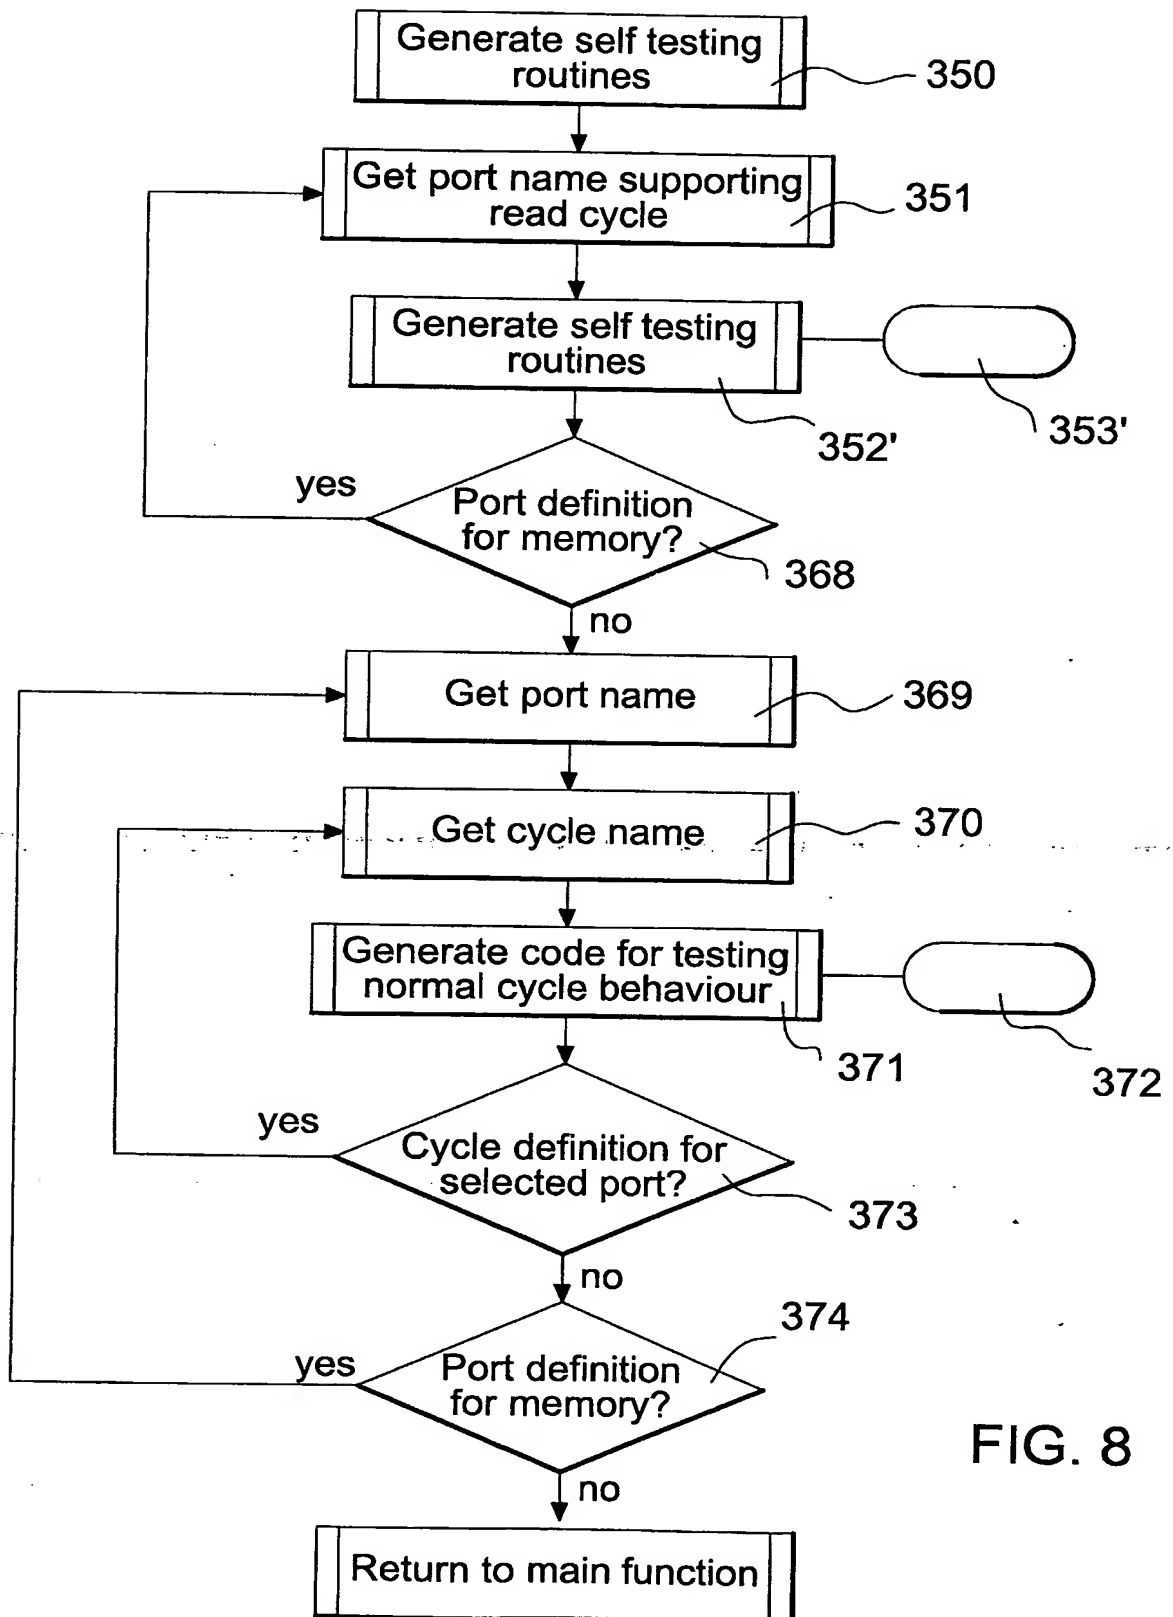 Generate self testing
routines
350
Get port name supporting
read cycle
351
Generate self testing
routines
352'
353'
yes
Port definition
for memory?
368
no
Get port name
369
Get cycle name
370
Generate code for testing
normal cycle behaviour
371
372
yes
Cycle definition for
selected port?
373
no
374
yes
Port definition
for memory?
FIG. 8
no
Return to main function